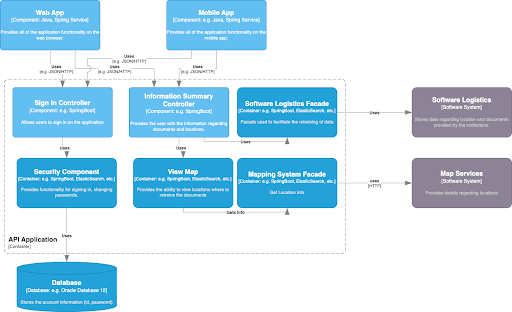 Web App
[Component: Java, Spring Service]
Provides all of the application functionality on
the web browser.
Mobile App
[Component: e.g. Java, Spring Service]
Provides all of the application functionality on the
mobile app.
Uses
[e.g. JSON/HTTP]
Uses
[e.g. JSON/HTTP]
Uses
[e.g. JSON/HTTP]
Uses
[e.g. JSON/HTTP]
Sign In Controller
[Component: e.g. SpringBoot]
Allows users to sign in on the application
Information Summary
Controller
[Component: e.g. SpringBoot]
Provides the user with the information regarding
documents and locations.
Software Logistics Facade
[Container: e.g. SpringBoot, ElasticSearch, etc.]
Facade used to facilitate the retrieving of data
Uses
Software Logistics
[Software System]
Stores data regarding location and documents
provided by the institutions.
Uses
Uses
Uses
Security Component
[Container: e.g. SpringBoot, ElasticSearch, etc.]
Provides functionality for signing in, changing
passwords.
View Map
[Container: e.g. SpringBoot, ElasticSearch, etc.]
Provides the ability to view locations where to
retreive the documents
Mapping System Facade
[Container: e.g. SpringBoot, ElasticSearch, etc.]
Get Location info
uses
[HTTP]
Map Services
[Software System]
Provides details regarding locations
Gets Info
Uses
API Application
[Container]
Database
[Database: e.g. Oracle Database 12]
Stores the account information (id, password)